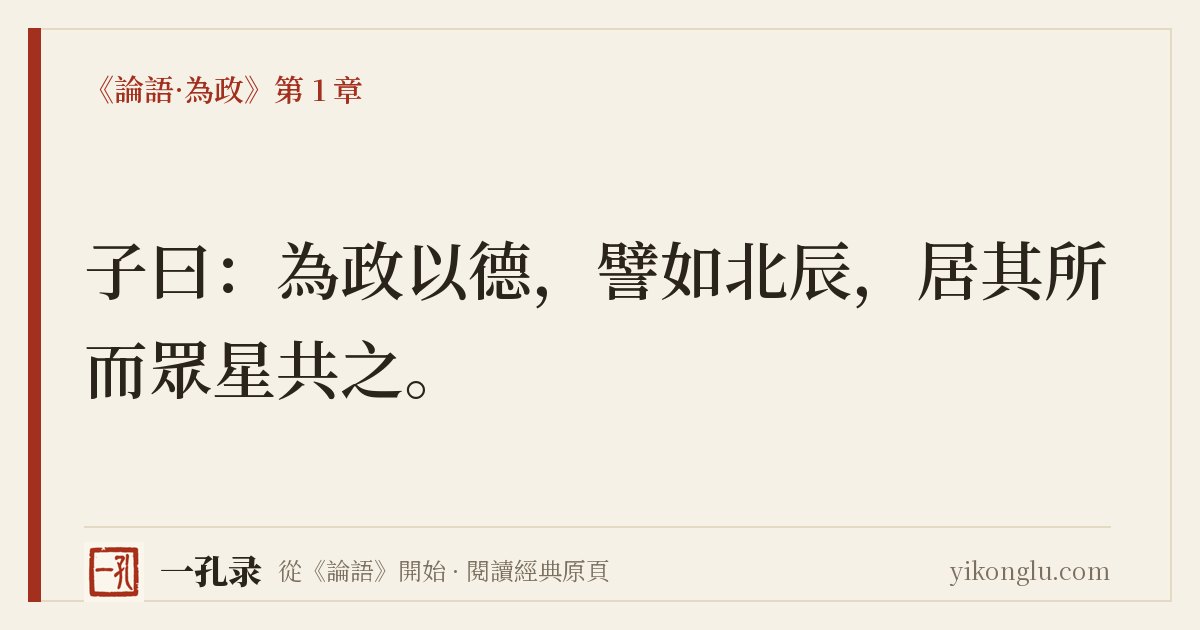 《論語·為政》第 1 章
子曰：為政以德，譬如北辰，居其所
而眾星共之。
一孔
一孔录 從《論語》開始 · 閱讀經典原頁
yikonglu.com